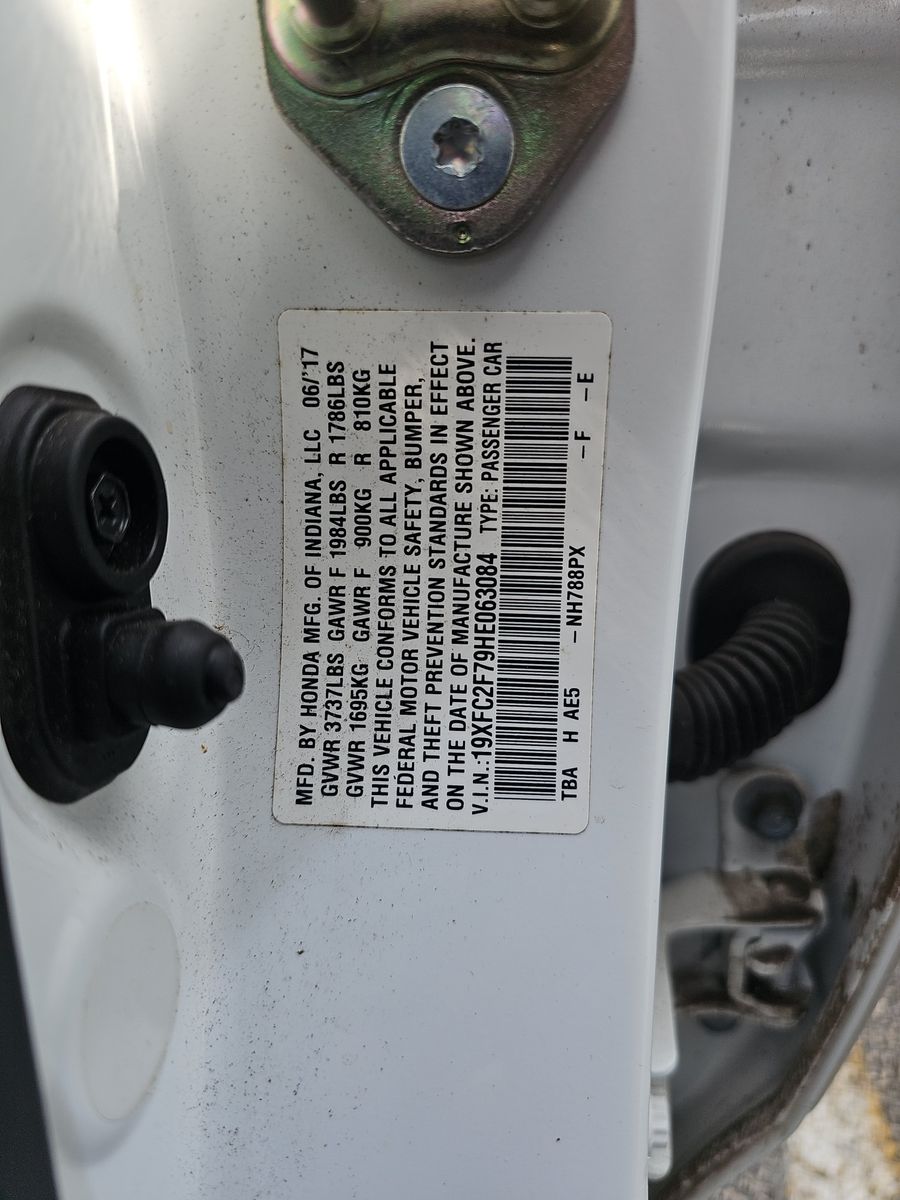 MFD. BY HONDA MFG. OF INDIANA, LLC 06/'17
GVWR 3737LBS GAWR F 1984LBS R 1786LBS
GVWR 1695KG GAWR F 900KG R 810KG
THIS VEHICLE CONFORMS TO ALL APPLICABLE
FEDERAL MOTOR VEHICLE SAFETY, BUMPER,
AND THEFT PREVENTION STANDARDS IN EFFECT
ON THE DATE OF MANUFACTURE SHOWN ABOVE.
V.I.N.:19XFC2F79HE063084 TYPE: PASSENGER CAR
TBA H AE5 -NH788PX -F -E